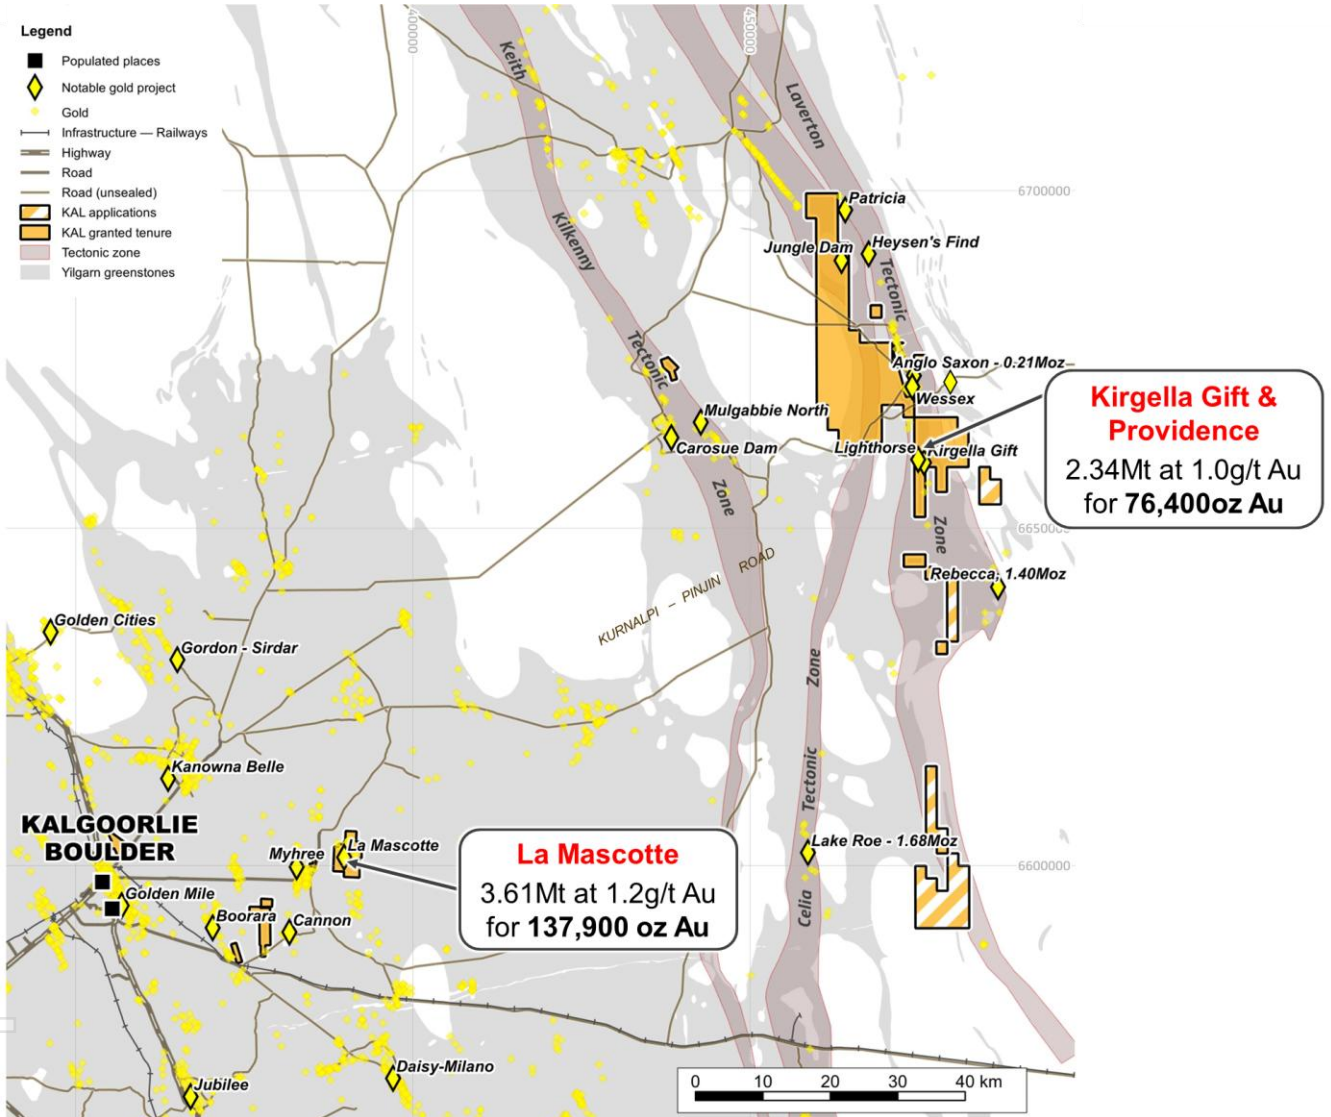 Legend
Populated places
Notable gold project
Gold
Infrastructure — Railways
Highway
Road
Road (unsealed)
KAL applications
KAL granted tenure
Tectonic zone
Yilgarn greenstones
400000
450000
Keith
Kilkenny
Tectonic
Zone
Laverton
Tectonic
Zone
6700000
Patricia
Jungle Dam
Heysen's Find
Anglo Saxon - 0.21Moz
Wessex
Mulgabbie North
Carosue Dam
Lighthorse
Kirgella Gift
Kirgella Gift &
Providence
2.34Mt at 1.0g/t Au
for 76,400oz Au
6650000
KURNALPI – PINJIN ROAD
Rebecca, 1.40Moz
Golden Cities
Gordon - Sirdar
Zone
Tectonic
Celia
Kanowna Belle
KALGOORLIE
BOULDER
Myhree
La Mascotte
La Mascotte
3.61Mt at 1.2g/t Au
for 137,900 oz Au
Lake Roe - 1.68Moz
6600000
Golden Mile
Boorara
Cannon
Daisy-Milano
Jubilee
0 10 20 30 40 km